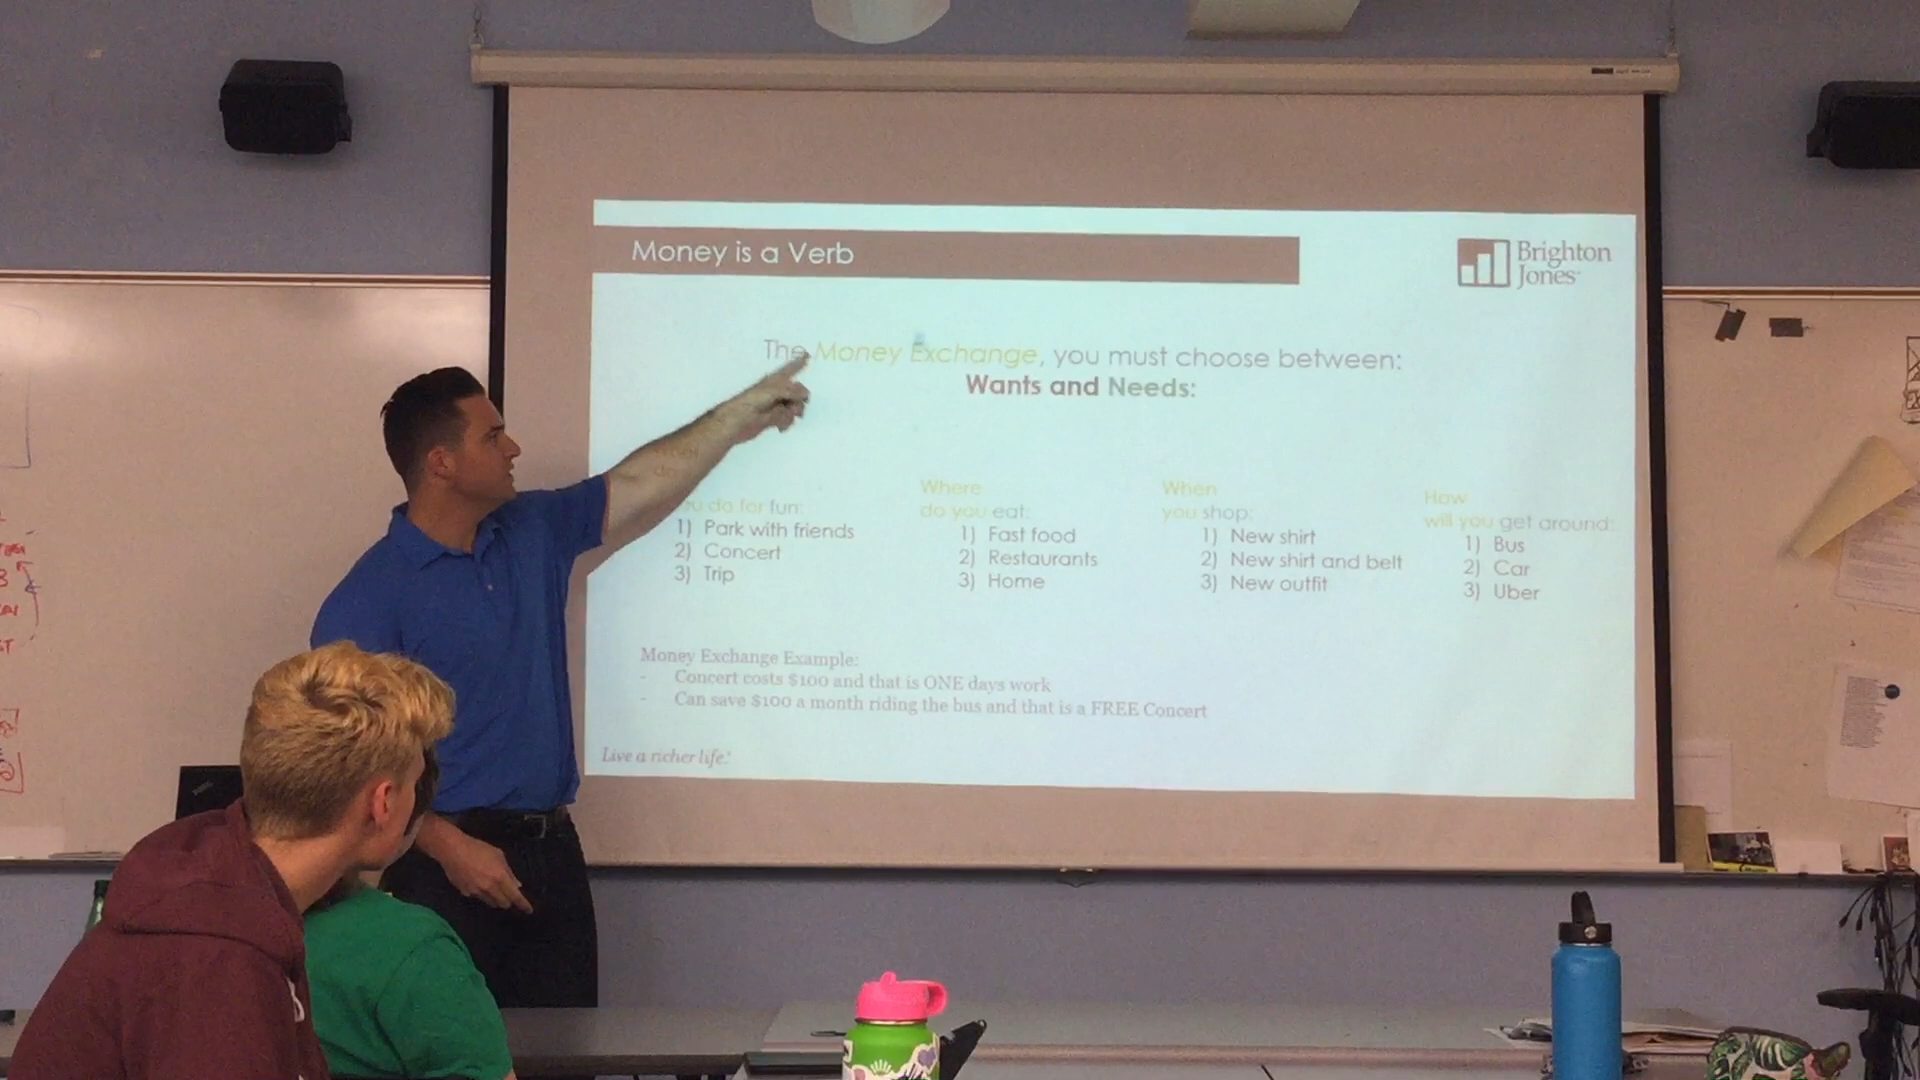 Money is a Verb
Brighton
Jones
The Money Exchange, you must choose between:
Wants and Needs:
do for fun:
1) Park with friends
2) Concert
3) Trip
Where
do you eat:
1) Fast food
2) Restaurants
3) Home
When
you shop:
1) New shirt
2) New shirt and belt
3) New outfit
How
will you get around:
1) Bus
2) Car
3) Uber
Money Exchange Example:
- Concert costs $100 and that is ONE days work
- Can save $100 a month riding the bus and that is a FREE Concert
Live a richer life.